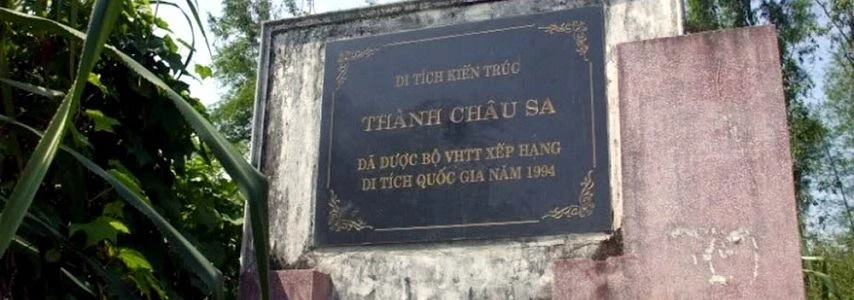 DI TÍCH KIẾN TRÚC
THÀNH CHÂU SA
ĐÃ ĐƯỢC BỘ VHTT XẾP HẠNG
DI TÍCH QUỐC GIA NĂM 1994